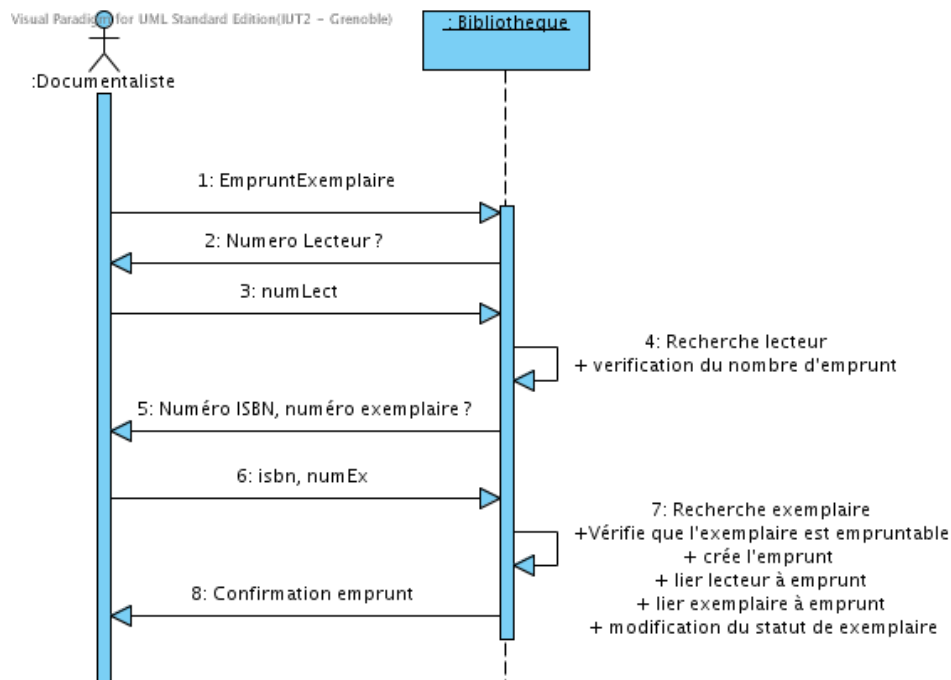 Visual Paradigm for UML Standard Edition(IUT2 - Grenoble)
: Bibliotheque
:Documentaliste
1: EmpruntExemplaire
2: Numero Lecteur ?
3: numLect
4: Recherche lecteur
+ verification du nombre d'emprunt
5: Numéro ISBN, numéro exemplaire ?
6: isbn, numEx
7: Recherche exemplaire
+Vérifie que l'exemplaire est empruntable
+ crée l'emprunt
+ lier lecteur à emprunt
+ lier exemplaire à emprunt
+ modification du statut de exemplaire
8: Confirmation emprunt